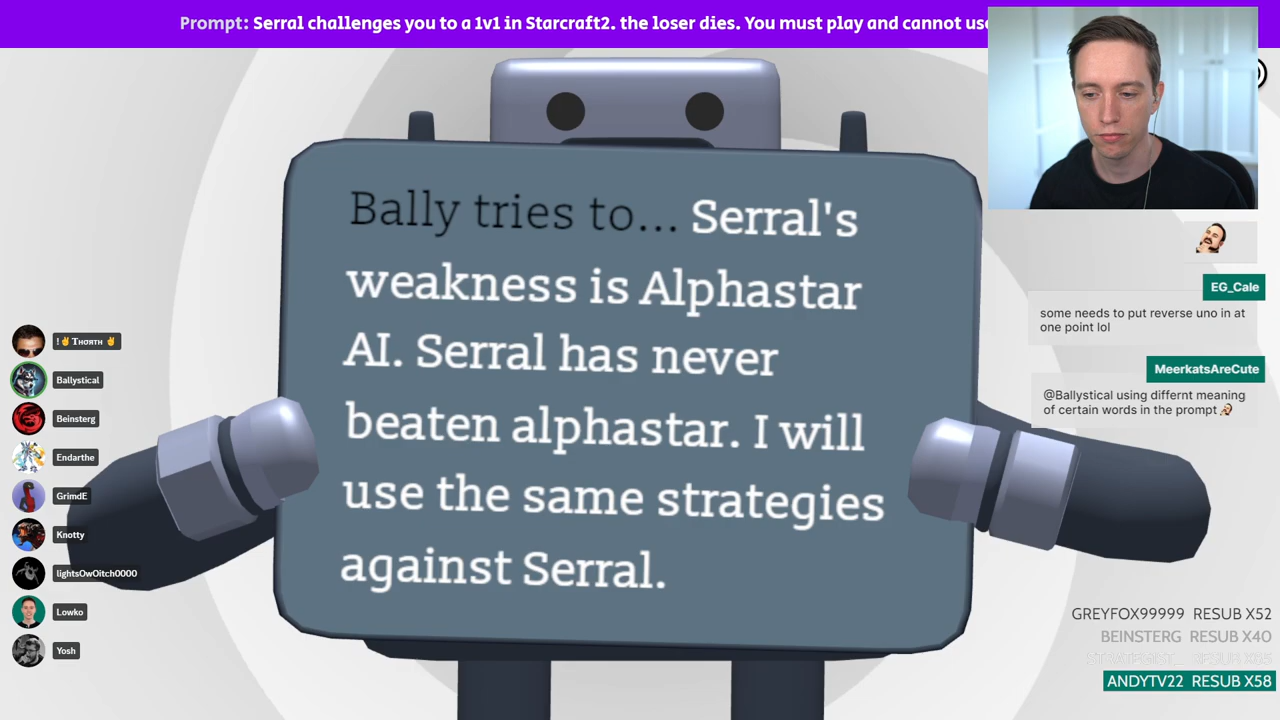 Prompt: Serral challenges you to a 1v1 in Starcraft2. the loser dies. You must play and cannot use
Bally tries to... Serral's
weakness is Alphastar
AI. Serral has never
beaten alphastar. I will
use the same strategies
against Serral.
! ✌ Tнσятн ✌
Ballystical
Beinsterg
Endarthe
GrimdE
Knotty
lightsOwOitch0000
Lowko
Yosh
EG_Cale
some needs to put reverse uno in at
one point lol
MeerkatsAreCute
@Ballystical using differnt meaning
of certain words in the prompt
GREYFOX99999 RESUB X52
BEINSTERG RESUB X40
ANDYTV22 RESUB X58